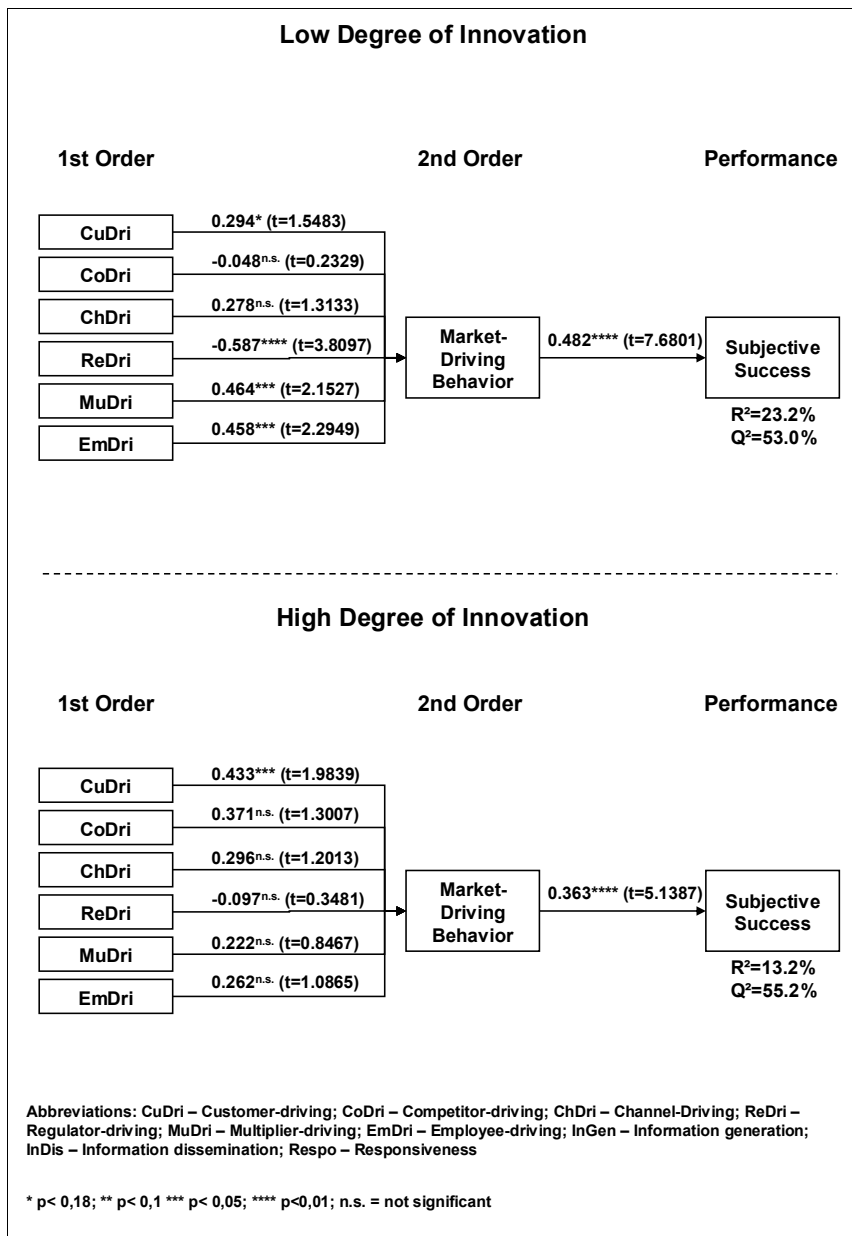 Low Degree of Innovation
1st Order 2nd Order Performance
CuDri 0.294* (t=1.5483)
CoDri -0.048n.s. (t=0.2329)
ChDri 0.278n.s. (t=1.3133)
ReDri -0.587**** (t=3.8097)
MuDri 0.464*** (t=2.1527)
EmDri 0.458*** (t=2.2949)
Market-
Driving
Behavior
0.482**** (t=7.6801)
Subjective
Success
R²=23.2%
Q²=53.0%
High Degree of Innovation
1st Order 2nd Order Performance
CuDri 0.433*** (t=1.9839)
CoDri 0.371n.s. (t=1.3007)
ChDri 0.296n.s. (t=1.2013)
ReDri -0.097n.s. (t=0.3481)
MuDri 0.222n.s. (t=0.8467)
EmDri 0.262n.s. (t=1.0865)
Market-
Driving
Behavior
0.363**** (t=5.1387)
Subjective
Success
R²=13.2%
Q²=55.2%
Abbreviations: CuDri – Customer-driving; CoDri – Competitor-driving; ChDri – Channel-Driving; ReDri –
Regulator-driving; MuDri – Multiplier-driving; EmDri – Employee-driving; InGen – Information generation;
InDis – Information dissemination; Respo – Responsiveness
* p< 0,18; ** p< 0,1 *** p< 0,05; **** p<0,01; n.s. = not significant